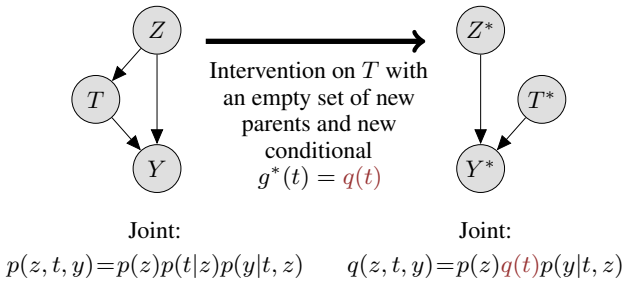 Z
T
Y
Intervention on T with
an empty set of new
parents and new
conditional
g*(t) = q(t)
Z*
T*
Y*
Joint:
p(z, t, y)=p(z)p(t|z)p(y|t, z)
Joint:
q(z, t, y)=p(z)q(t)p(y|t, z)